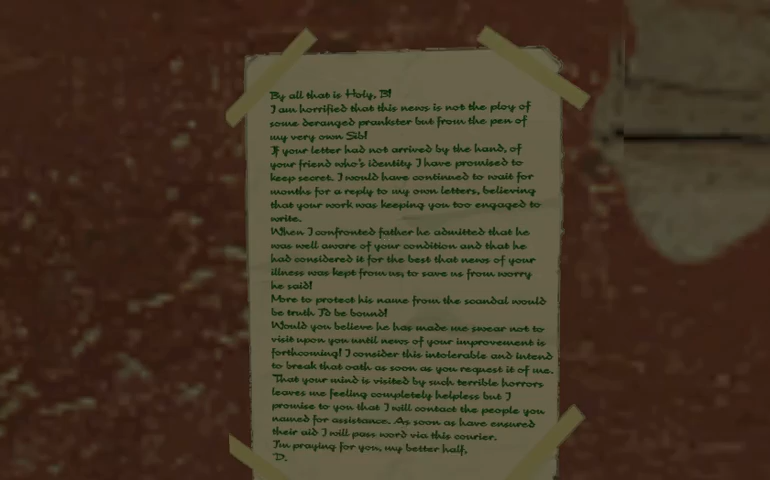 By all that is Holy, B!
I am horrified that this news is not the ploy of
some deranged prankster but from the pen of
my very own Sib!
If your letter had not arrived by the hand, of
your friend who's identity I have promised to
keep secret. I would have continued to wait for
months for a reply to my own letters, believing
that your work was keeping you too engaged to
write.
When I confronted father he admitted that he
was well aware of your condition and that he
had considered it for the best that news of your
illness was kept from us, to save us from worry
he said!
More to protect his name from the scandal would
be truth I'd be bound!
Would you believe he has made me swear not to
visit upon you until news of your improvement is
forthcoming! I consider this intolerable and intend
to break that oath as soon as you request it of me.
That your mind is visited by such terrible horrors
leaves me feeling completely helpless but I
promise to you that I will contact the people you
named for assistance. As soon as have ensured
their aid I will pass word via this courier.
I'm praying for you, my better half,
D.